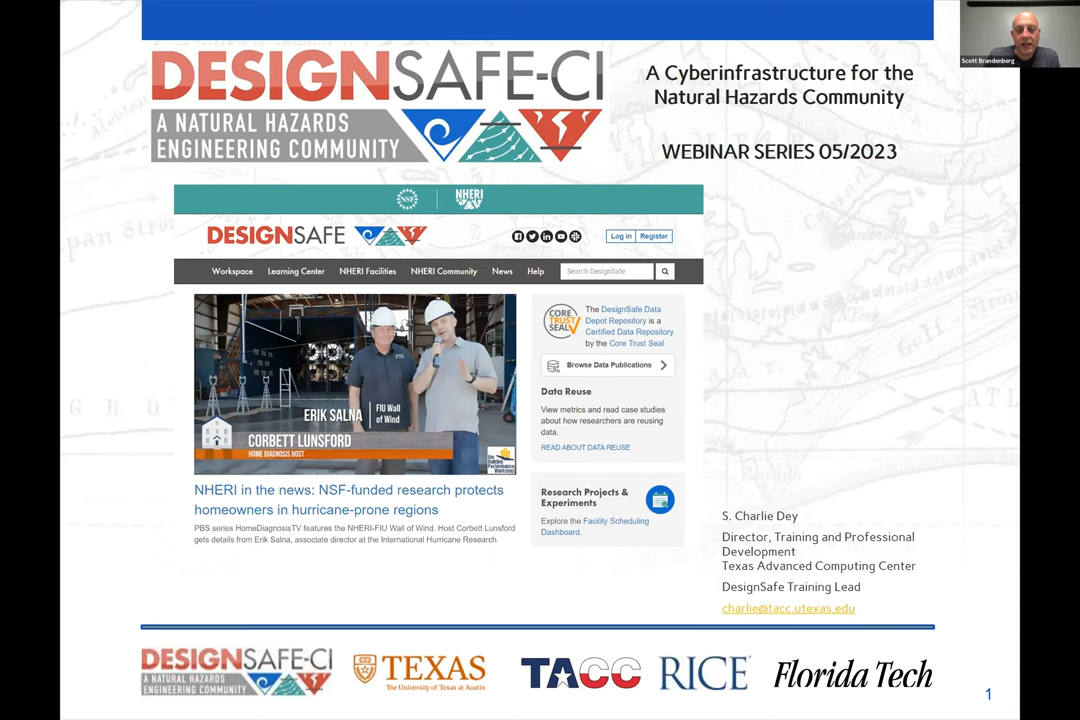 DESIGNSAFE-CI
A NATURAL HAZARDS
ENGINEERING COMMUNITY
A Cyberinfrastructure for the
Natural Hazards Community
WEBINAR SERIES 05/2023
Scott Brandenberg
NSF
NHERI
DESIGNSAFE
Log in
Register
Workspace
Learning Center
NHERI Facilities
NHERI Community
News
Help
Search DesignSafe
ERIK SALNA
FIU Wall
of Wind
CORBETT LUNSFORD
HOME DIAGNOSIS HOST
the
Building
Performance
Workshop
NHERI in the news: NSF-funded research protects
homeowners in hurricane-prone regions
PBS series HomeDiagnosisTV features the NHERI-FIU Wall of Wind. Host Corbett Lunsford
gets details from Erik Salna, associate director at the International Hurricane Research
CORE
TRUST
SEAL
The DesignSafe Data
Depot Repository is a
Certified Data Repository
by the Core Trust Seal
Browse Data Publications
Data Reuse
View metrics and read case studies
about how researchers are reusing
data.
READ ABOUT DATA REUSE
Research Projects &
Experiments
Explore the Facility Scheduling
Dashboard.
S. Charlie Dey
Director, Training and Professional
Development
Texas Advanced Computing Center
DesignSafe Training Lead
charlie@tacc.utexas.edu
DESIGNSAFE-CI
A NATURAL HAZARDS
ENGINEERING COMMUNITY
TEXAS
The University of Texas at Austin
TACC
RICE
Florida Tech
1